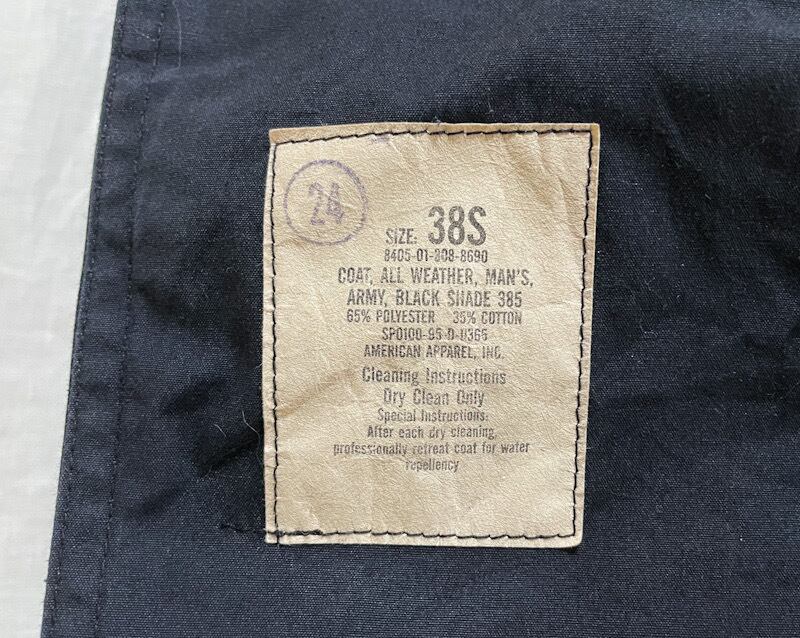 24
SIZE: 38S
8405-01-308-8690
COAT, ALL WEATHER, MAN'S,
ARMY, BLACK SHADE 385
65% POLYESTER 35% COTTON
SP0100-95-D-0365
AMERICAN APPAREL, INC.
Cleaning Instructions
Dry Clean Only
Special Instructions:
After each dry cleaning,
professionally retreat coat for water
repellency